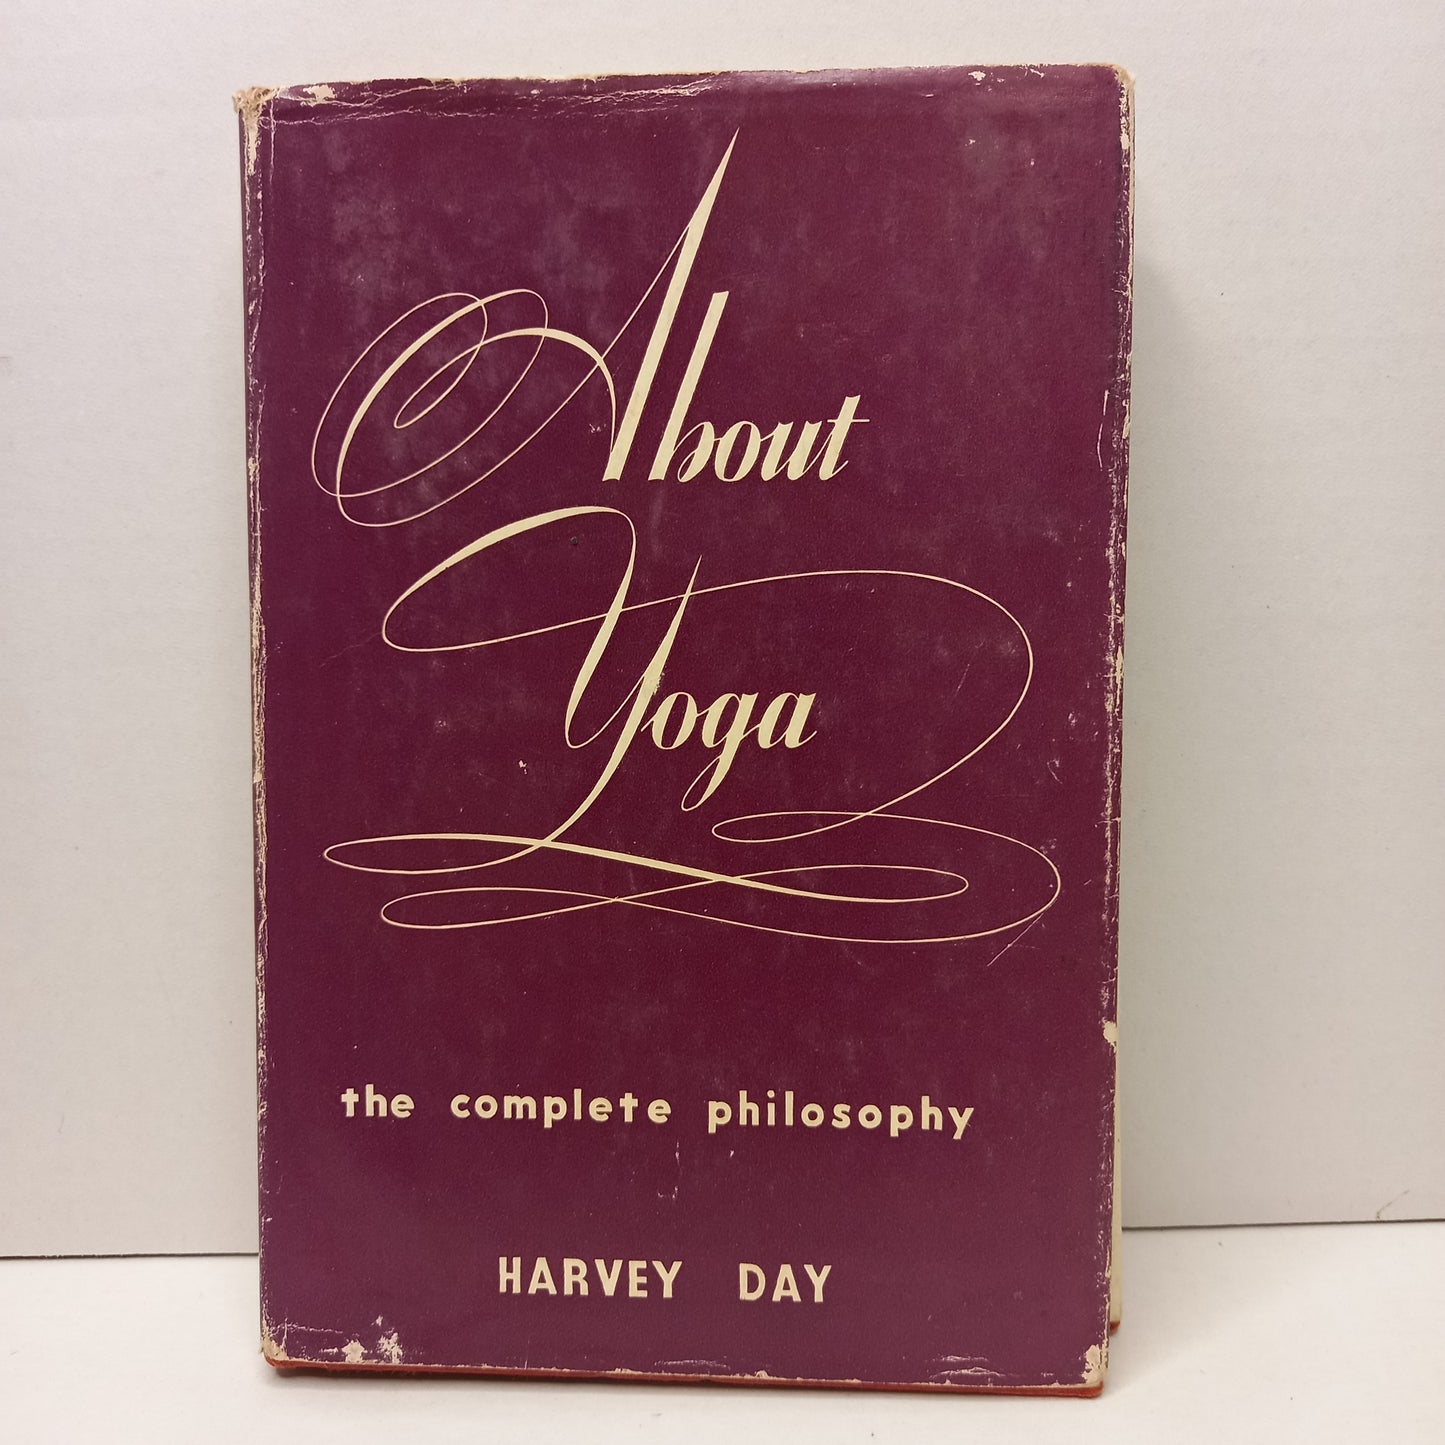 About
Yoga
the complete philosophy
HARVEY DAY